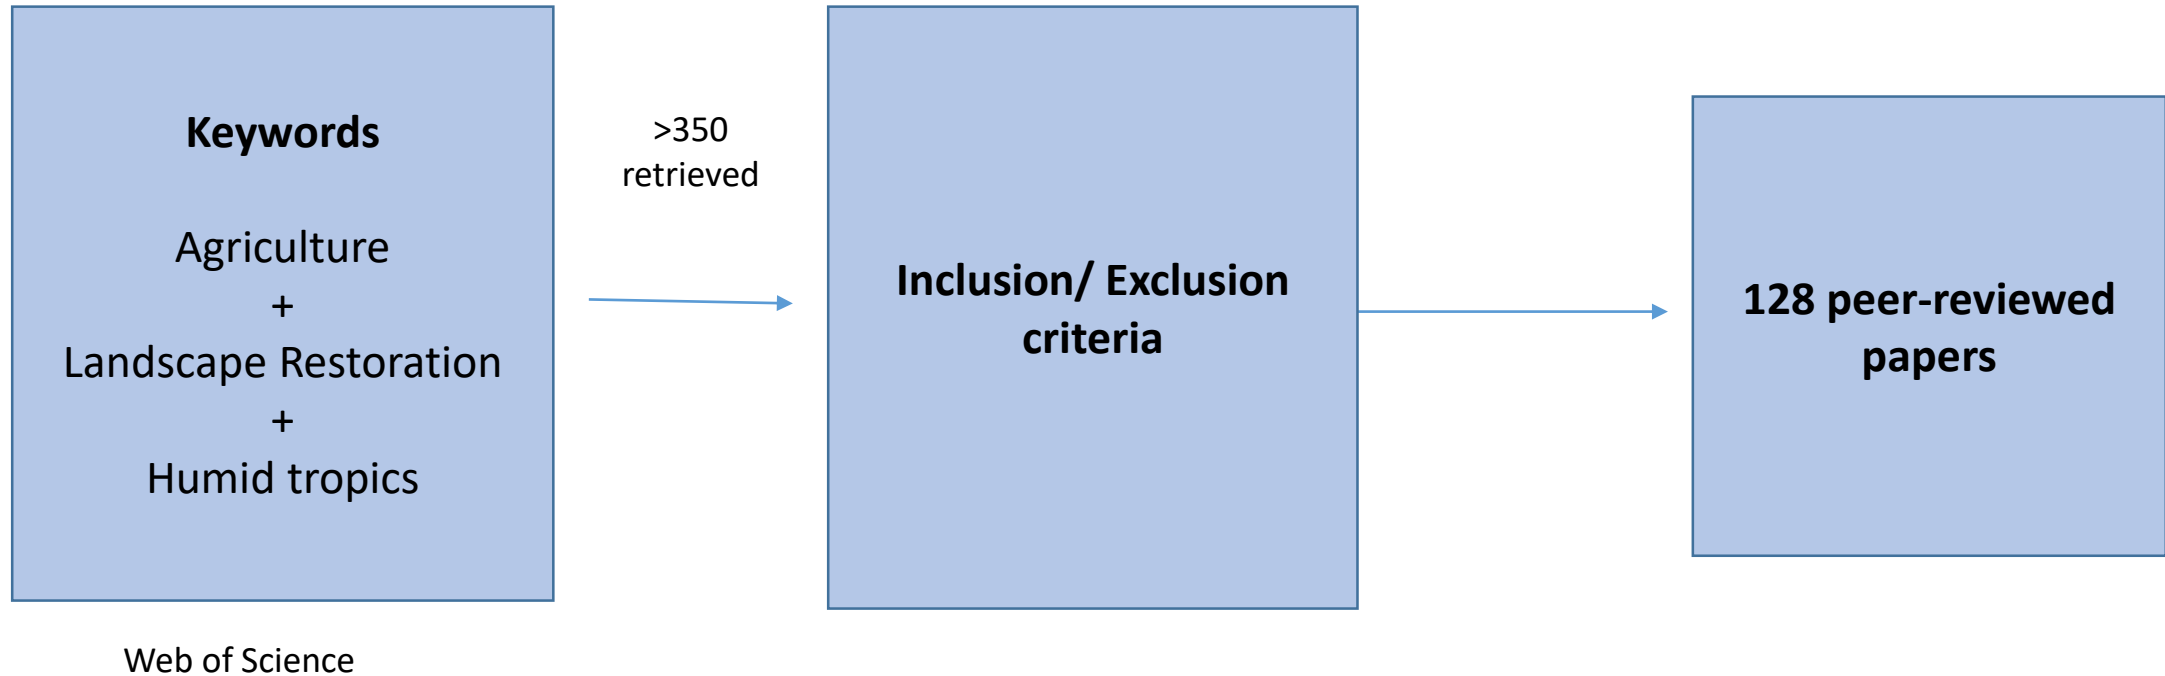 Keywords
Agriculture
+
Landscape Restoration
+
Humid tropics
Web of Science
>350
retrieved
Inclusion/ Exclusion
criteria
128 peer-reviewed
papers